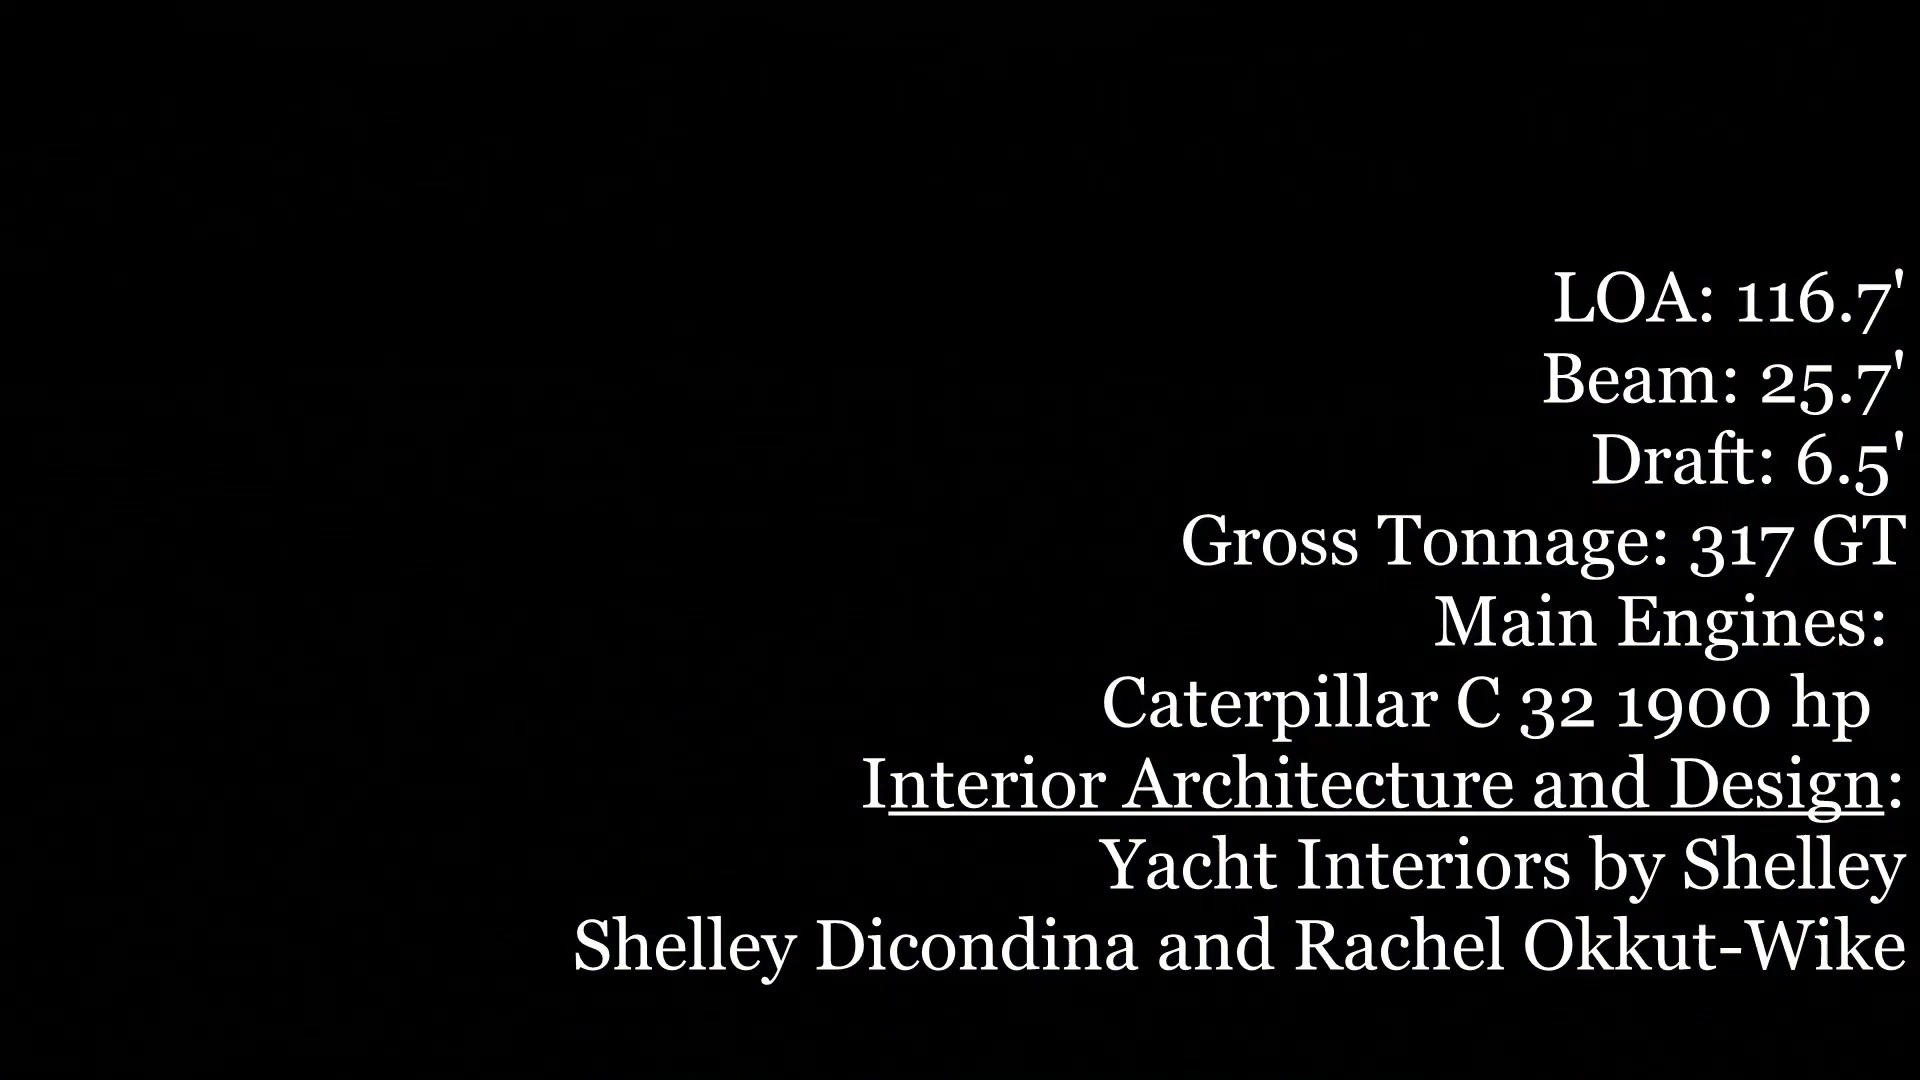 LOA: 116.7'
Beam: 25.7'
Draft: 6.5'
Gross Tonnage: 317 GT
Main Engines:
Caterpillar C 32 1900 hp
Interior Architecture and Design:
Yacht Interiors by Shelley
Shelley Dicondina and Rachel Okkut-Wike